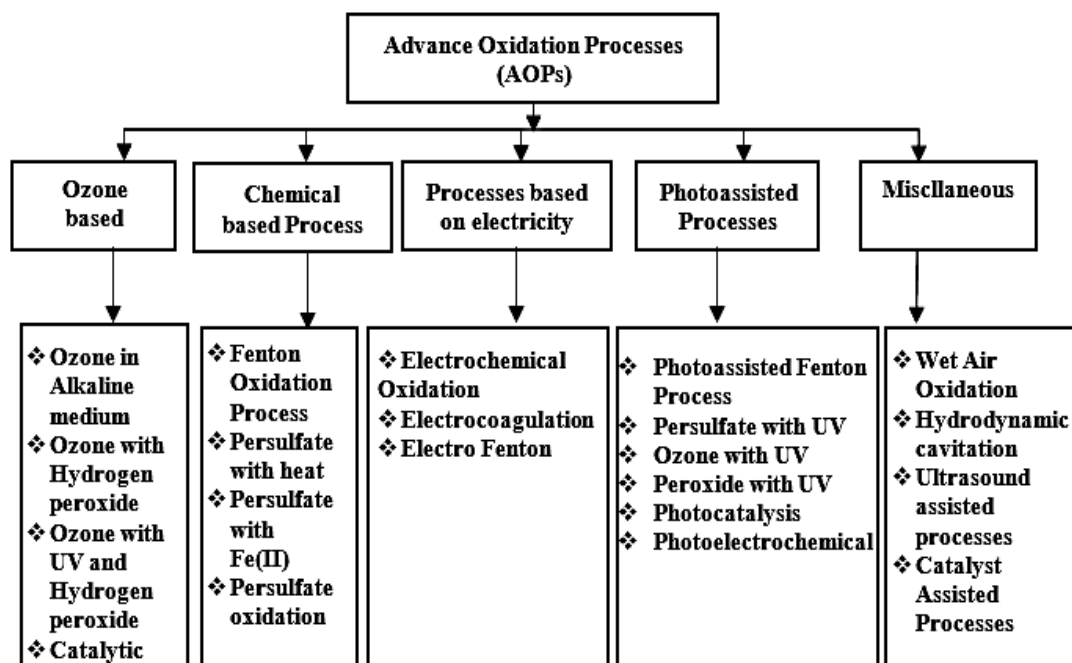 Advance Oxidation Processes
(AOPs)
Ozone
based
Chemical
based Process
Processes based
on electricity
Photoassisted
Processes
Miscllaneous
❖ Ozone in
Alkaline
medium
❖ Ozone with
Hydrogen
peroxide
❖ Ozone with
UV and
Hydrogen
peroxide
❖ Catalytic
❖ Fenton
Oxidation
Process
❖ Persulfate
with heat
❖ Persulfate
with
Fe(II)
❖ Persulfate
oxidation
❖ Electrochemical
Oxidation
❖ Electrocoagulation
❖ Electro Fenton
❖ Photoassisted Fenton
Process
❖ Persulfate with UV
❖ Ozone with UV
❖ Peroxide with UV
❖ Photocatalysis
❖ Photoelectrochemical
❖ Wet Air
Oxidation
❖ Hydrodynamic
cavitation
❖ Ultrasound
assisted
processes
❖ Catalyst
Assisted
Processes